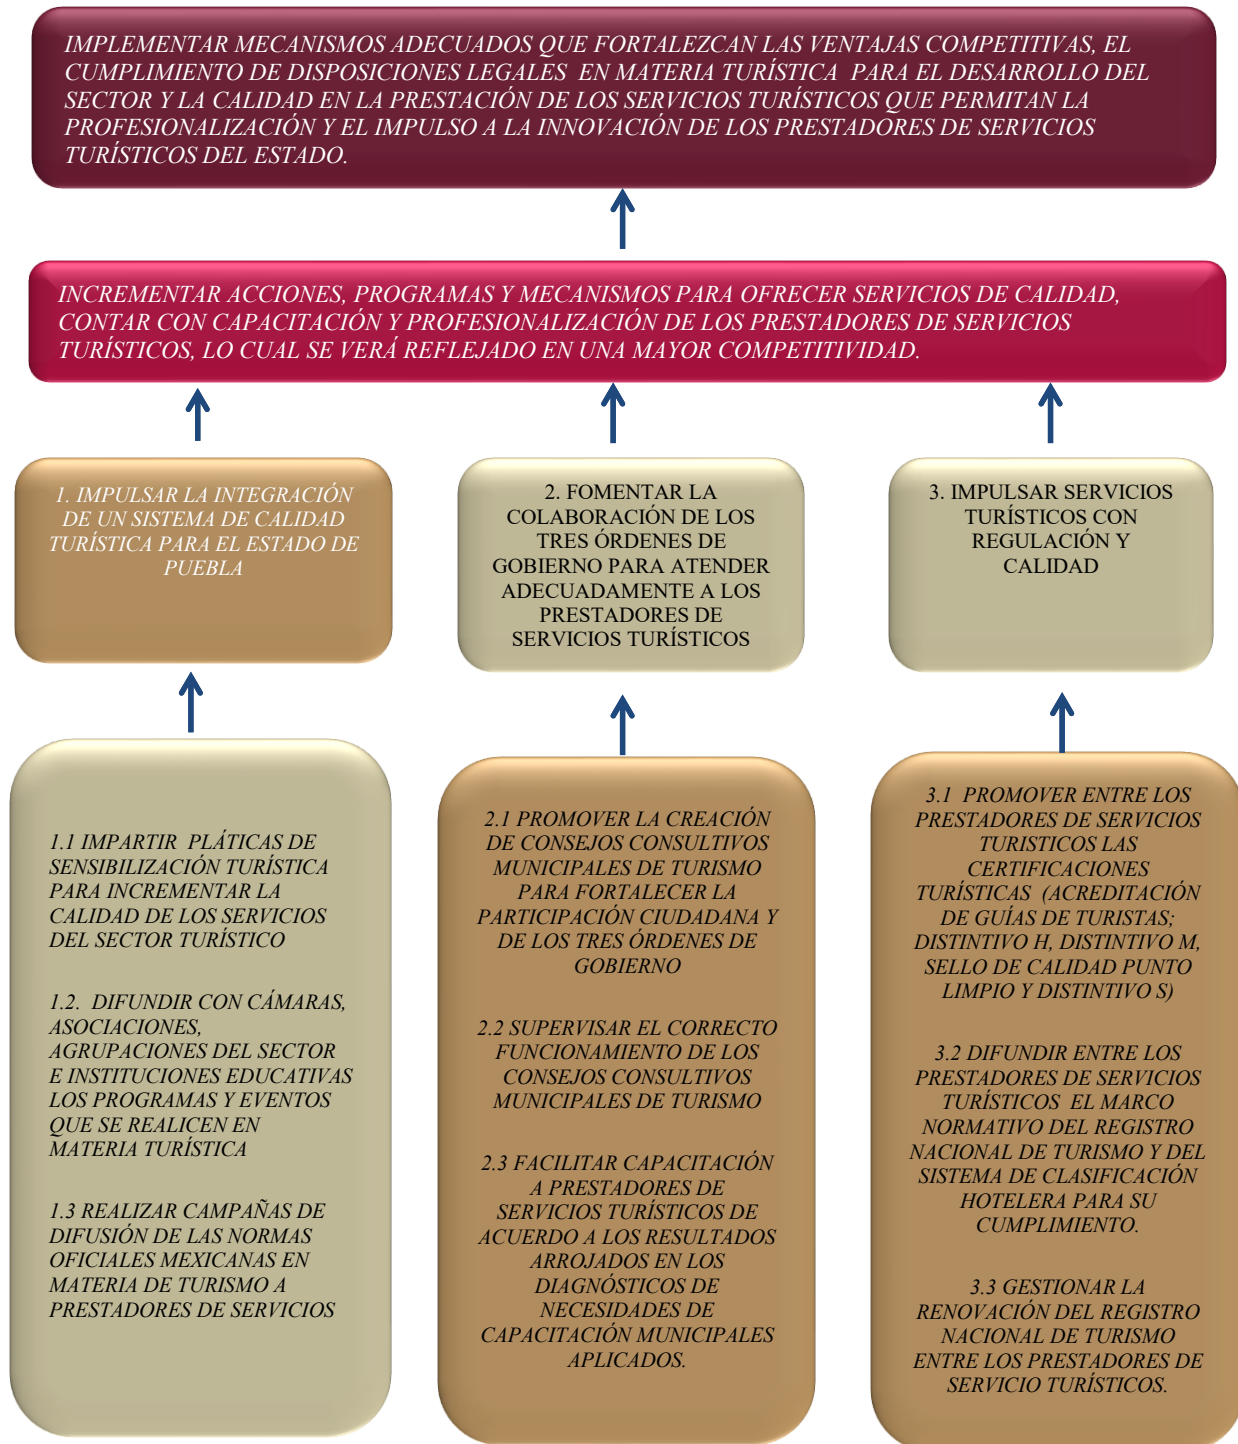 IMPLEMENTAR MECANISMOS ADECUADOS QUE FORTALEZCAN LAS VENTAJAS COMPETITIVAS, EL
CUMPLIMIENTO DE DISPOSICIONES LEGALES EN MATERIA TURÍSTICA PARA EL DESARROLLO DEL
SECTOR Y LA CALIDAD EN LA PRESTACIÓN DE LOS SERVICIOS TURÍSTICOS QUE PERMITAN LA
PROFESIONALIZACIÓN Y EL IMPULSO A LA INNOVACIÓN DE LOS PRESTADORES DE SERVICIOS
TURÍSTICOS DEL ESTADO.
INCREMENTAR ACCIONES, PROGRAMAS Y MECANISMOS PARA OFRECER SERVICIOS DE CALIDAD,
CONTAR CON CAPACITACIÓN Y PROFESIONALIZACIÓN DE LOS PRESTADORES DE SERVICIOS
TURÍSTICOS, LO CUAL SE VERÁ REFLEJADO EN UNA MAYOR COMPETITIVIDAD.
1. IMPULSAR LA INTEGRACIÓN
DE UN SISTEMA DE CALIDAD
TURÍSTICA PARA EL ESTADO DE
PUEBLA
2. FOMENTAR LA
COLABORACIÓN DE LOS
TRES ÓRDENES DE
GOBIERNO PARA ATENDER
ADECUADAMENTE A LOS
PRESTADORES DE
SERVICIOS TURÍSTICOS
3. IMPULSAR SERVICIOS
TURÍSTICOS CON
REGULACIÓN Y
CALIDAD
1.1 IMPARTIR PLÁTICAS DE
SENSIBILIZACIÓN TURÍSTICA
PARA INCREMENTAR LA
CALIDAD DE LOS SERVICIOS
DEL SECTOR TURÍSTICO
1.2. DIFUNDIR CON CÁMARAS,
ASOCIACIONES,
AGRUPACIONES DEL SECTOR
E INSTITUCIONES EDUCATIVAS
LOS PROGRAMAS Y EVENTOS
QUE SE REALICEN EN
MATERIA TURÍSTICA
1.3 REALIZAR CAMPAÑAS DE
DIFUSIÓN DE LAS NORMAS
OFICIALES MEXICANAS EN
MATERIA DE TURISMO A
PRESTADORES DE SERVICIOS
2.1 PROMOVER LA CREACIÓN
DE CONSEJOS CONSULTIVOS
MUNICIPALES DE TURISMO
PARA FORTALECER LA
PARTICIPACIÓN CIUDADANA Y
DE LOS TRES ÓRDENES DE
GOBIERNO
2.2 SUPERVISAR EL CORRECTO
FUNCIONAMIENTO DE LOS
CONSEJOS CONSULTIVOS
MUNICIPALES DE TURISMO
2.3 FACILITAR CAPACITACIÓN
A PRESTADORES DE
SERVICIOS TURÍSTICOS DE
ACUERDO A LOS RESULTADOS
ARROJADOS EN LOS
DIAGNÓSTICOS DE
NECESIDADES DE
CAPACITACIÓN MUNICIPALES
APLICADOS.
3.1 PROMOVER ENTRE LOS
PRESTADORES DE SERVICIOS
TURISTICOS LAS
CERTIFICACIONES
TURÍSTICAS (ACREDITACIÓN
DE GUÍAS DE TURISTAS;
DISTINTIVO H, DISTINTIVO M,
SELLO DE CALIDAD PUNTO
LIMPIO Y DISTINTIVO S)
3.2 DIFUNDIR ENTRE LOS
PRESTADORES DE SERVICIOS
TURÍSTICOS EL MARCO
NORMATIVO DEL REGISTRO
NACIONAL DE TURISMO Y DEL
SISTEMA DE CLASIFICACIÓN
HOTELERA PARA SU
CUMPLIMIENTO.
3.3 GESTIONAR LA
RENOVACIÓN DEL REGISTRO
NACIONAL DE TURISMO
ENTRE LOS PRESTADORES DE
SERVICIO TURÍSTICOS.